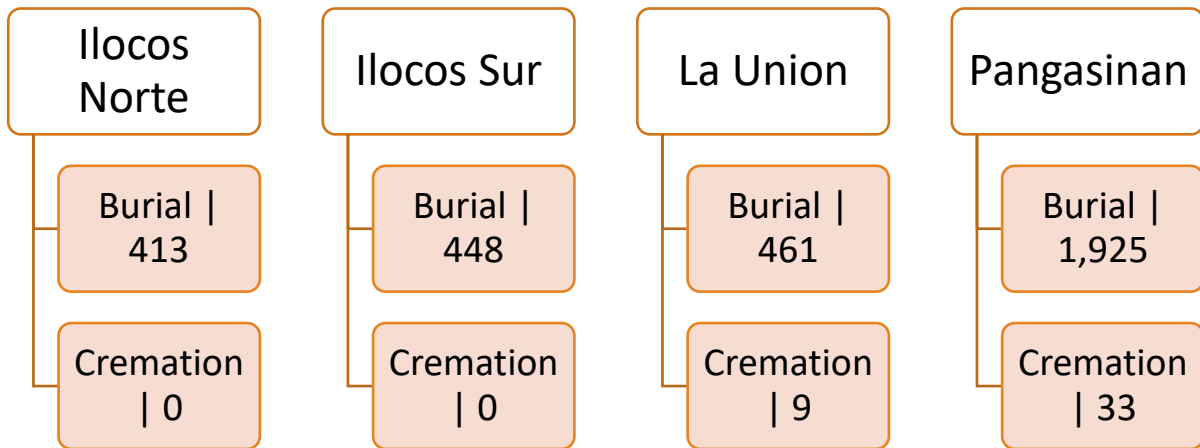 Ilocos
Norte
Burial |
413
Cremation
| 0
Ilocos Sur
Burial |
448
Cremation
| 0
La Union
Burial |
461
Cremation
| 9
Pangasinan
Burial |
1,925
Cremation
| 33